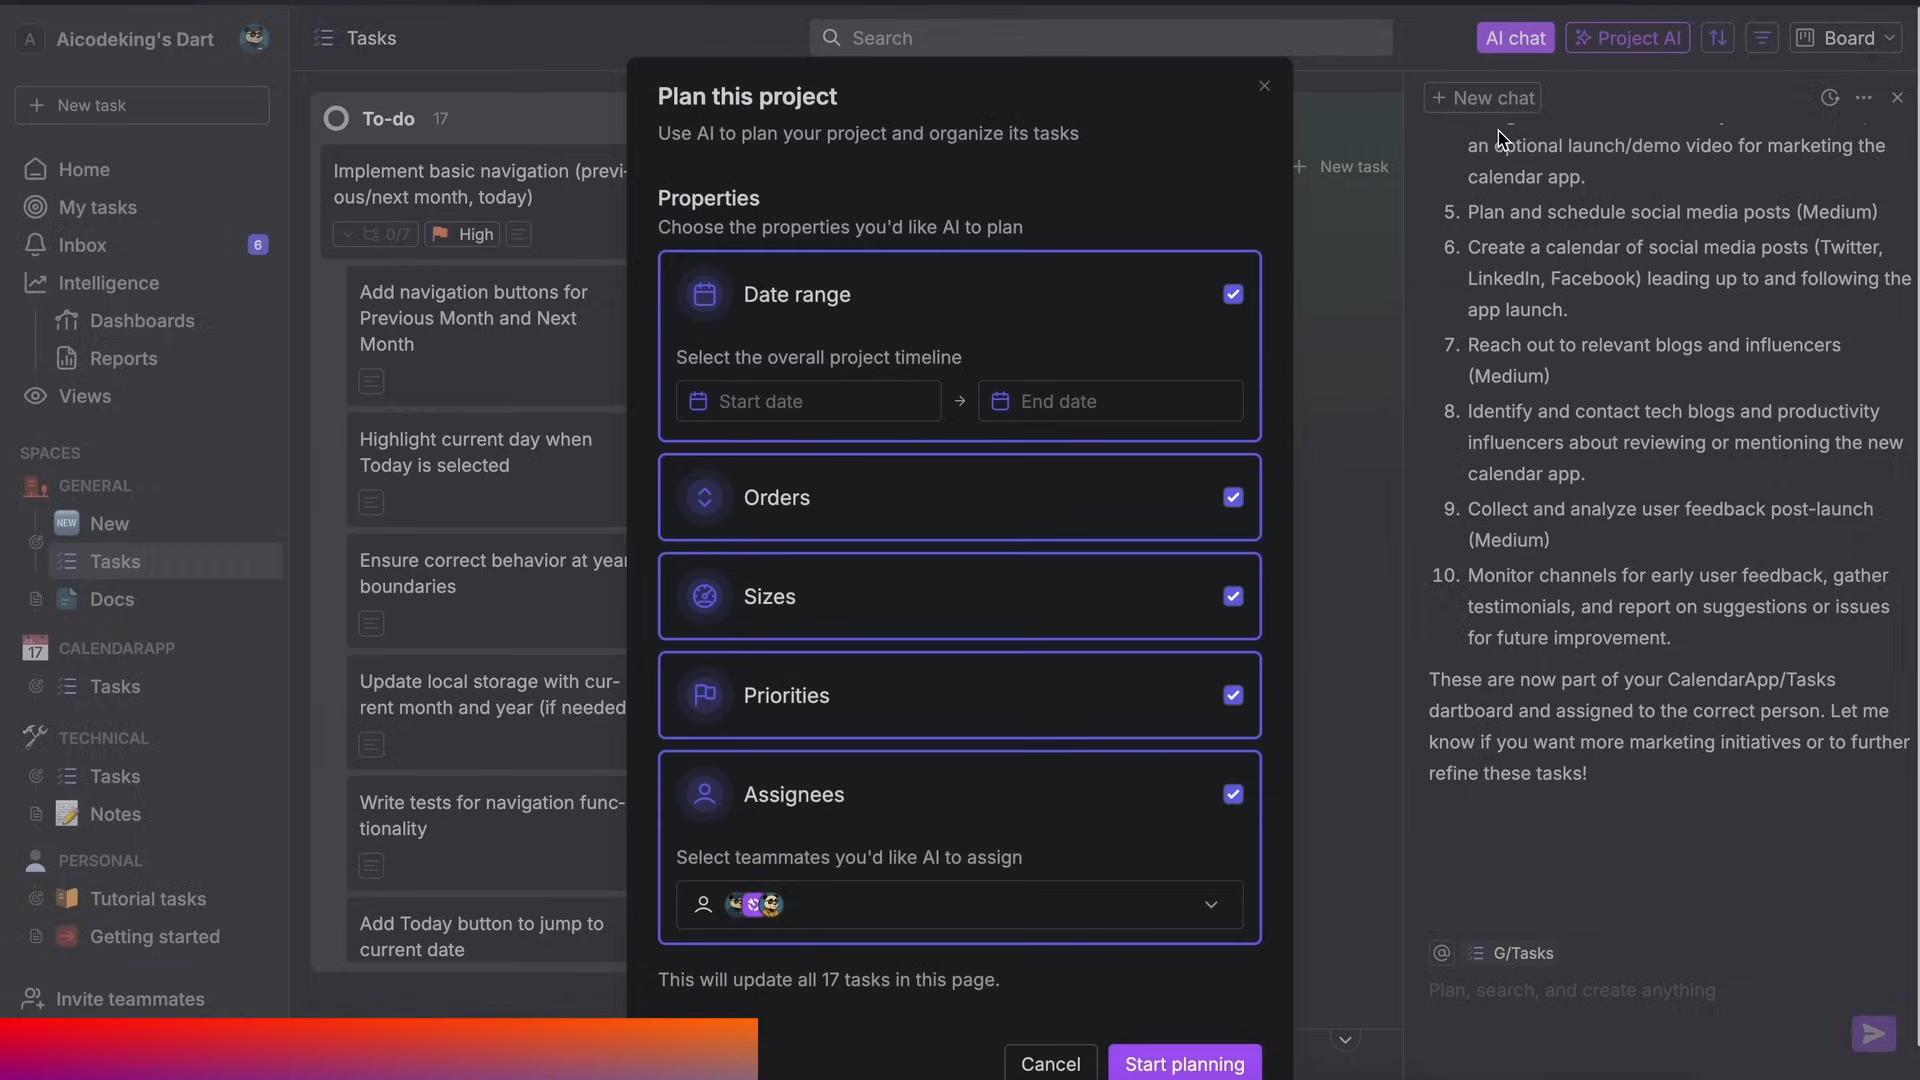 A
Aicodeking's Dart
New task
Home
My tasks
Inbox
6
Intelligence
Dashboards
Reports
Views
SPACES
GENERAL
NEW
New
Tasks
Docs
17
CALENDARAPP
Tasks
TECHNICAL
Tasks
Notes
PERSONAL
Tutorial tasks
Getting started
Invite teammates
Tasks
Search
AI chat
Project AI
Board
To-do 17
Implement basic navigation (previ-
ous/next month, today)
0/7
High
Add navigation buttons for
Previous Month and Next
Month
Highlight current day when
Today is selected
Ensure correct behavior at year
boundaries
Update local storage with cur-
rent month and year (if needed
Write tests for navigation func-
tionality
Add Today button to jump to
current date
New task
Plan this project
Use AI to plan your project and organize its tasks
Properties
Choose the properties you'd like AI to plan
Date range
Select the overall project timeline
Start date
End date
Orders
Sizes
Priorities
Assignees
Select teammates you'd like AI to assign
This will update all 17 tasks in this page.
Cancel
Start planning
New chat
an optional launch/demo video for marketing the
calendar app.
5. Plan and schedule social media posts (Medium)
6. Create a calendar of social media posts (Twitter,
LinkedIn, Facebook) leading up to and following the
app launch.
7. Reach out to relevant blogs and influencers
(Medium)
8. Identify and contact tech blogs and productivity
influencers about reviewing or mentioning the new
calendar app.
9. Collect and analyze user feedback post-launch
(Medium)
10. Monitor channels for early user feedback, gather
testimonials, and report on suggestions or issues
for future improvement.
These are now part of your CalendarApp/Tasks
dartboard and assigned to the correct person. Let me
know if you want more marketing initiatives or to further
refine these tasks!
@ G/Tasks
Plan, search, and create anything